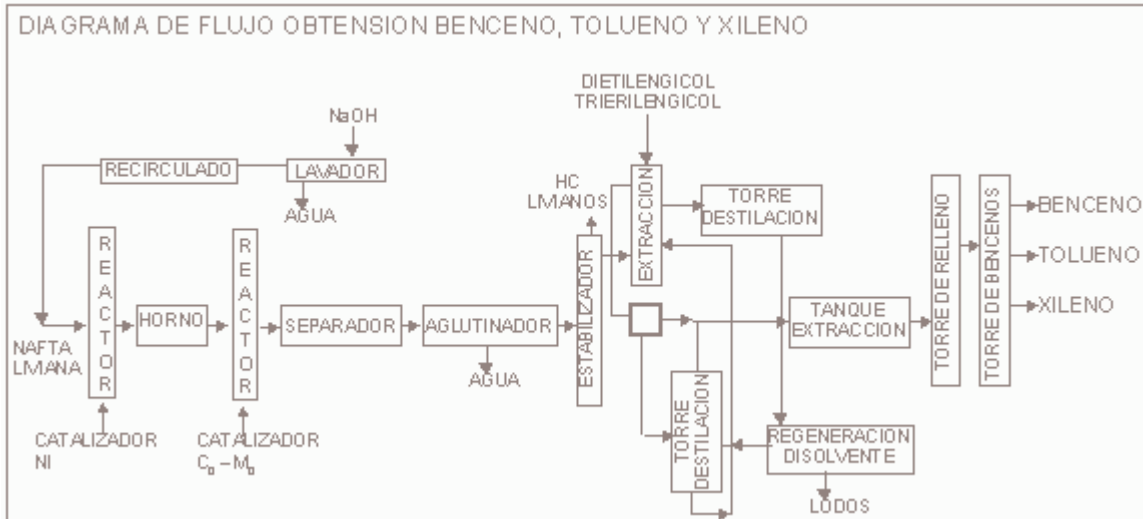 DIAGRAMA DE FLUJO OBTENSION BENCENO, TOLUENO Y XILENO
DIETILENGICOL
TRIERILENGICOL
NaOH
RECIRCULADO
LAVADOR
AGUA
HC
LIVIANOS
EXTRACCION
TORRE
DESTILACION
TORRE DE RELLENO
TORRE DE BENCENOS
BENCENO
TOLUENO
XILENO
REACTOR
HORNO
REACTOR
SEPARADOR
AGLUTINADOR
ESTABILIZADOR
TANQUE
EXTRACCION
NAFTA
LIVIANA
AGUA
TORRE
DESTILACION
REGENERACION
DISOLVENTE
CATALIZADOR
NI
CATALIZADOR
C₀ – M₀
LODOS